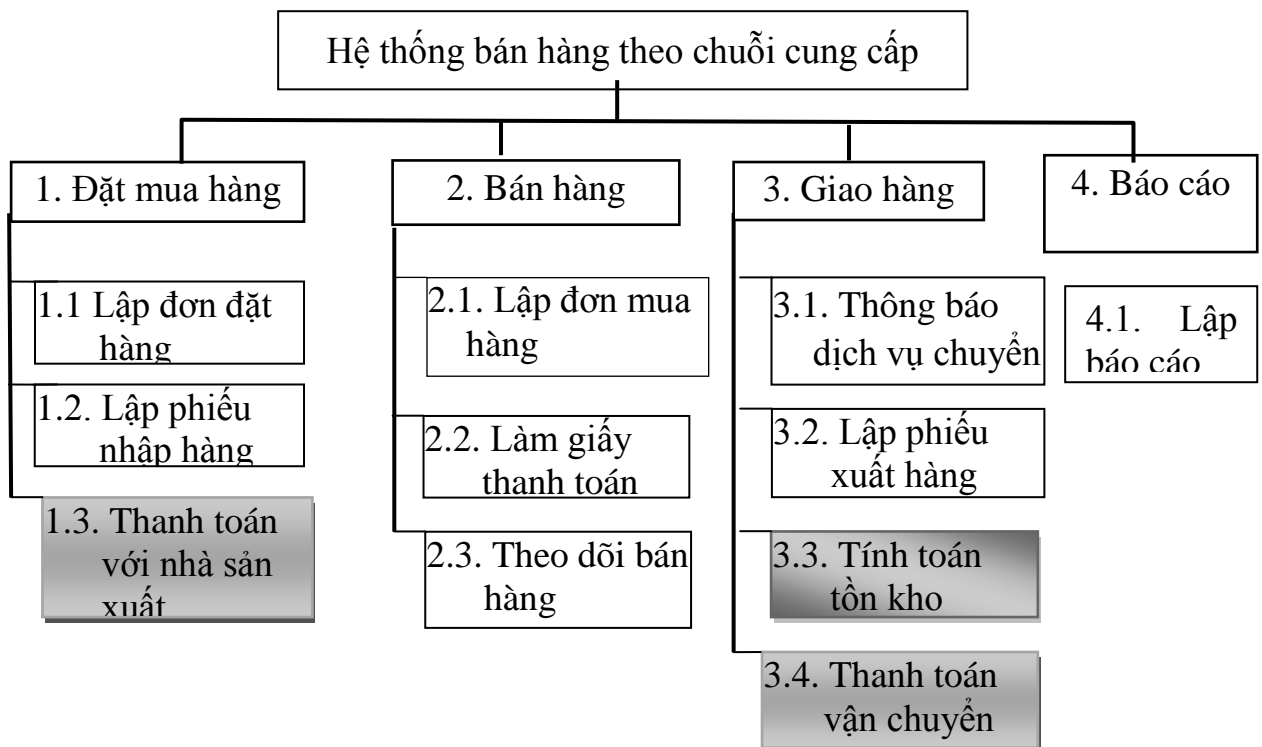 Hệ thống bán hàng theo chuỗi cung cấp
1. Đặt mua hàng
2. Bán hàng
3. Giao hàng
4. Báo cáo
1.1 Lập đơn đặt
hàng
1.2. Lập phiếu
nhập hàng
1.3. Thanh toán
với nhà sản
xuất
2.1. Lập đơn mua
hàng
2.2. Làm giấy
thanh toán
2.3. Theo dõi bán
hàng
3.1. Thông báo
dịch vụ chuyển
3.2. Lập phiếu
xuất hàng
3.3. Tính toán
tồn kho
3.4. Thanh toán
vận chuyển
4.1. Lập
báo cáo